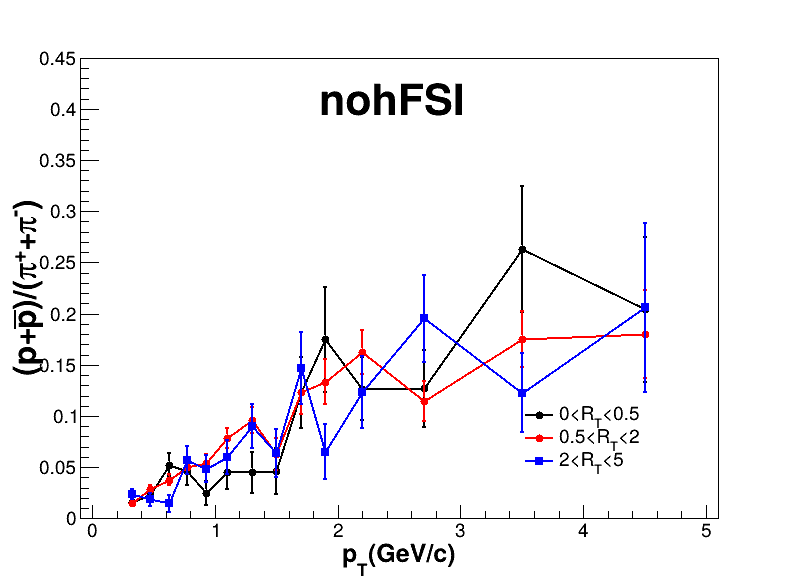 nohFSI
(p+p̅)/(π⁺+π⁻)
0.45
0.4
0.35
0.3
0.25
0.2
0.15
0.1
0.05
0
0<R_T<0.5
0.5<R_T<2
2<R_T<5
0 1 2 3 4 5
p_T(GeV/c)